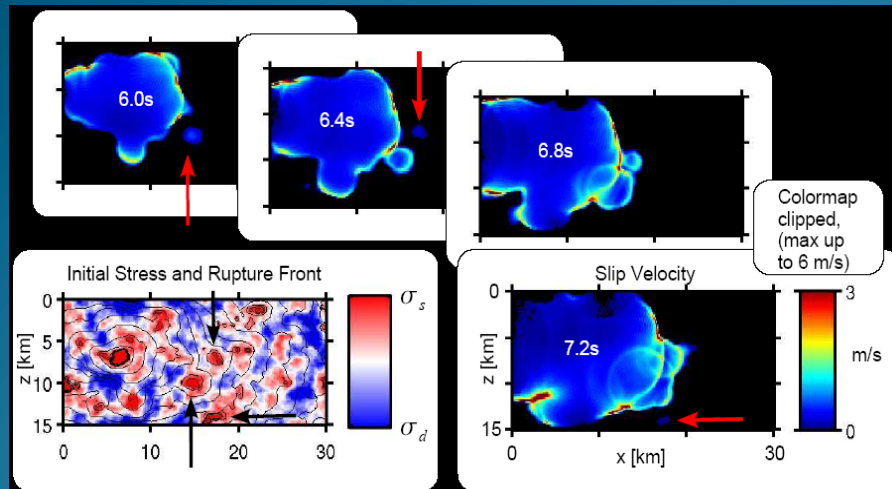 6.0s
6.4s
6.8s
0 10
Colormap
clipped,
(max up
to 6 m/s)
Initial Stress and Rupture Front
0
5
10
15
z [km]
0 10 20 30
σs
σd
Slip Velocity
7.2s
0
15
z [km]
0
30
x [km]
3
m/s
0